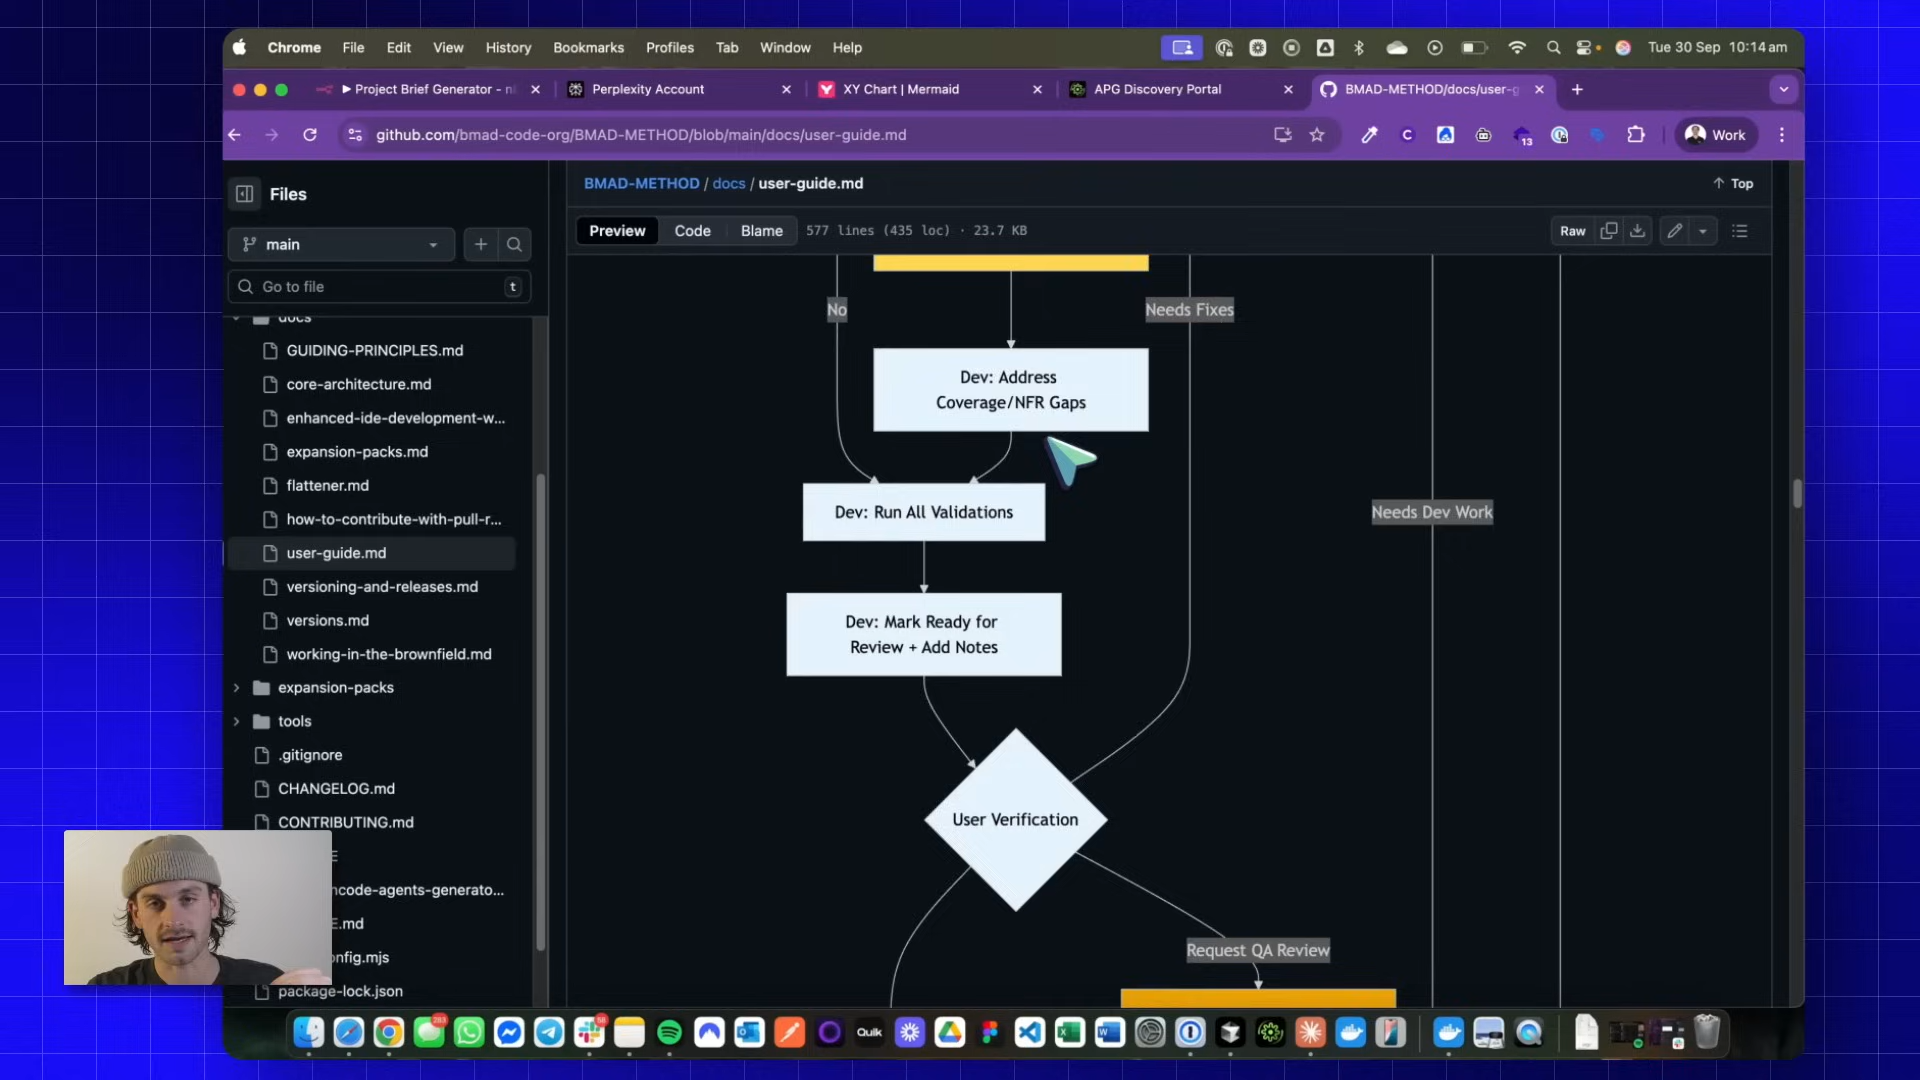 Chrome File Edit View History Bookmarks Profiles Tab Window Help
Tue 30 Sep 10:14 am
Project Brief Generator -
Perplexity Account
XY Chart | Mermaid
APG Discovery Portal
BMAD-METHOD/docs/user-g
github.com/bmad-code-org/BMAD-METHOD/blob/main/docs/user-guide.md
13
Work
Files
BMAD-METHOD / docs / user-guide.md
Top
main
Preview Code Blame 577 lines (435 loc) · 23.7 KB
Raw
Go to file
t
docs
GUIDING-PRINCIPLES.md
core-architecture.md
enhanced-ide-development-w...
expansion-packs.md
flattener.md
how-to-contribute-with-pull-r...
user-guide.md
versioning-and-releases.md
versions.md
working-in-the-brownfield.md
expansion-packs
tools
.gitignore
CHANGELOG.md
CONTRIBUTING.md
E
ncode-agents-generato...
E.md
onfig.mjs
package-lock.json
No
Needs Fixes
Dev: Address
Coverage/NFR Gaps
Dev: Run All Validations
Needs Dev Work
Dev: Mark Ready for
Review + Add Notes
User Verification
Request QA Review
283
Quik